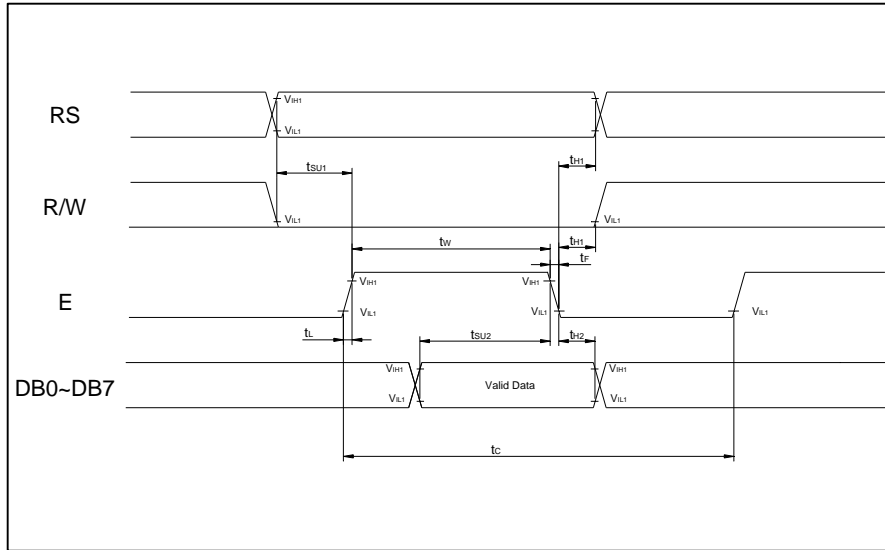 RS
VIH1
VIL1
tSU1
tH1
R/W
VIL1
VIL1
tW
tH1
tF
E
VIH1
VIH1
VIL1
VIL1
VIL1
tL
tSU2
tH2
DB0~DB7
VIH1
Valid Data
VIH1
VIL1
VIL1
tC